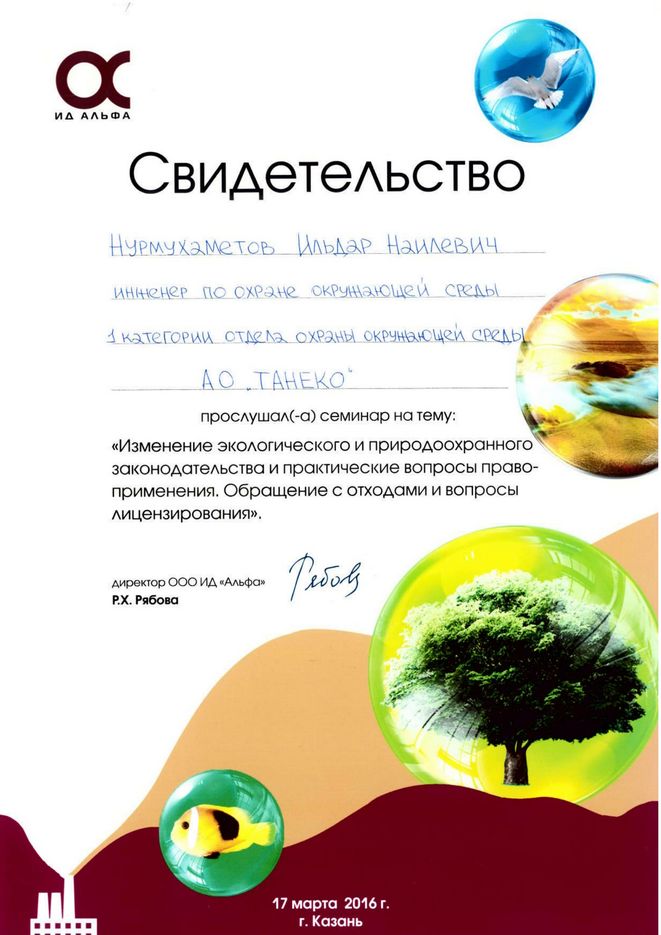 ИД АЛЬФА
Свидетельство
Нурмухаметов Ильдар Наилевич
инженер по охране окружающей среды
1 категории отдела охраны окружающей среды
АО „ТАНЕКО"
прослушал(-а) семинар на тему:
«Изменение экологического и природоохранного
законодательства и практические вопросы право-
применения. Обращение с отходами и вопросы
лицензирования».
директор ООО ИД «Альфа»
Р.Х. Рябова
Рябов
17 марта 2016 г.
г. Казань